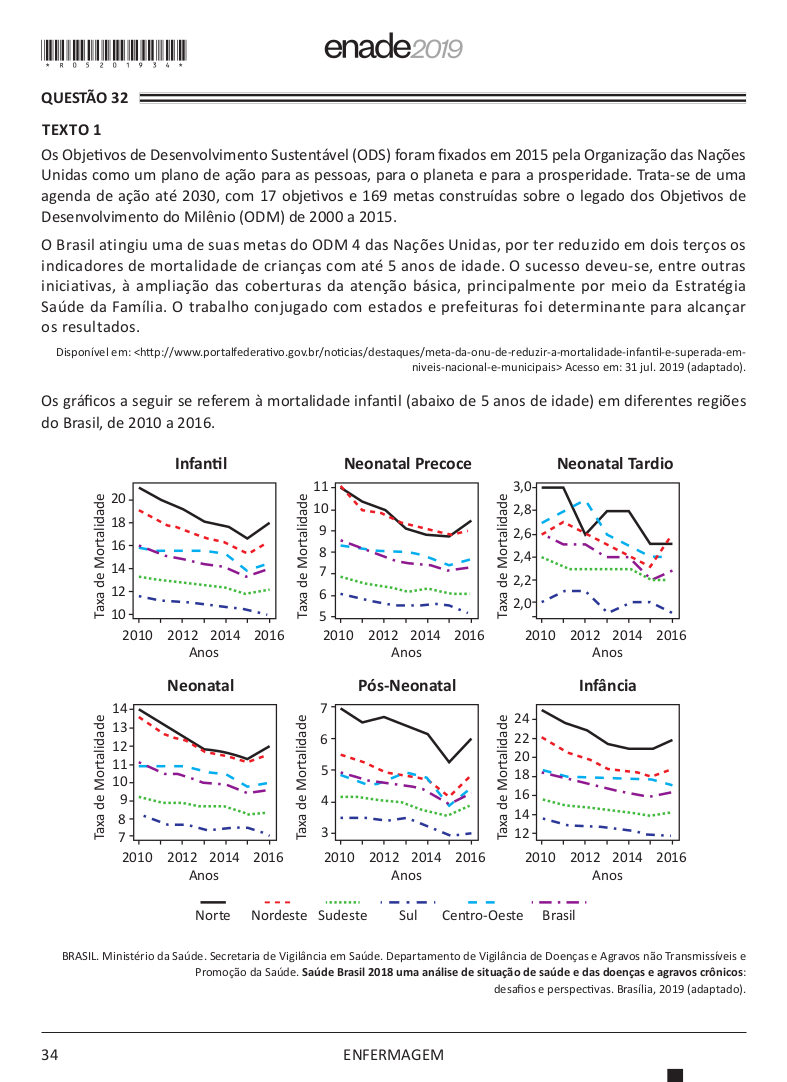 *R05201934*
enade2019
QUESTÃO 32
TEXTO 1
Os Objetivos de Desenvolvimento Sustentável (ODS) foram fixados em 2015 pela Organização das Nações
Unidas como um plano de ação para as pessoas, para o planeta e para a prosperidade. Trata-se de uma
agenda de ação até 2030, com 17 objetivos e 169 metas construídas sobre o legado dos Objetivos de
Desenvolvimento do Milênio (ODM) de 2000 a 2015.
O Brasil atingiu uma de suas metas do ODM 4 das Nações Unidas, por ter reduzido em dois terços os
indicadores de mortalidade de crianças com até 5 anos de idade. O sucesso deveu-se, entre outras
iniciativas, à ampliação das coberturas da atenção básica, principalmente por meio da Estratégia
Saúde da Família. O trabalho conjugado com estados e prefeituras foi determinante para alcançar
os resultados.
Disponível em: <http://www.portalfederativo.gov.br/noticias/destaques/meta-da-onu-de-reduzir-a-mortalidade-infantil-e-superada-em-
niveis-nacional-e-municipais> Acesso em: 31 jul. 2019 (adaptado).
Os gráficos a seguir se referem à mortalidade infantil (abaixo de 5 anos de idade) em diferentes regiões
do Brasil, de 2010 a 2016.
Infantil
Taxa de Mortalidade
20
18
16
14
12
10
2010 2012 2014 2016
Anos
Neonatal Precoce
Taxa de Mortalidade
11
10
9
8
7
6
5
2010 2012 2014 2016
Anos
Neonatal Tardio
Taxa de Mortalidade
3,0
2,8
2,6
2,4
2,2
2,0
2010 2012 2014 2016
Anos
Neonatal
Taxa de Mortalidade
14
13
12
11
10
9
8
7
2010 2012 2014 2016
Anos
Pós-Neonatal
Taxa de Mortalidade
7
6
5
4
3
2010 2012 2014 2016
Anos
Infância
Taxa de Mortalidade
24
22
20
18
16
14
12
2010 2012 2014 2016
Anos
Norte Nordeste Sudeste Sul Centro-Oeste Brasil
BRASIL. Ministério da Saúde. Secretaria de Vigilância em Saúde. Departamento de Vigilância de Doenças e Agravos não Transmissíveis e
Promoção da Saúde. Saúde Brasil 2018 uma análise de situação de saúde e das doenças e agravos crônicos:
desafios e perspectivas. Brasília, 2019 (adaptado).
34
ENFERMAGEM